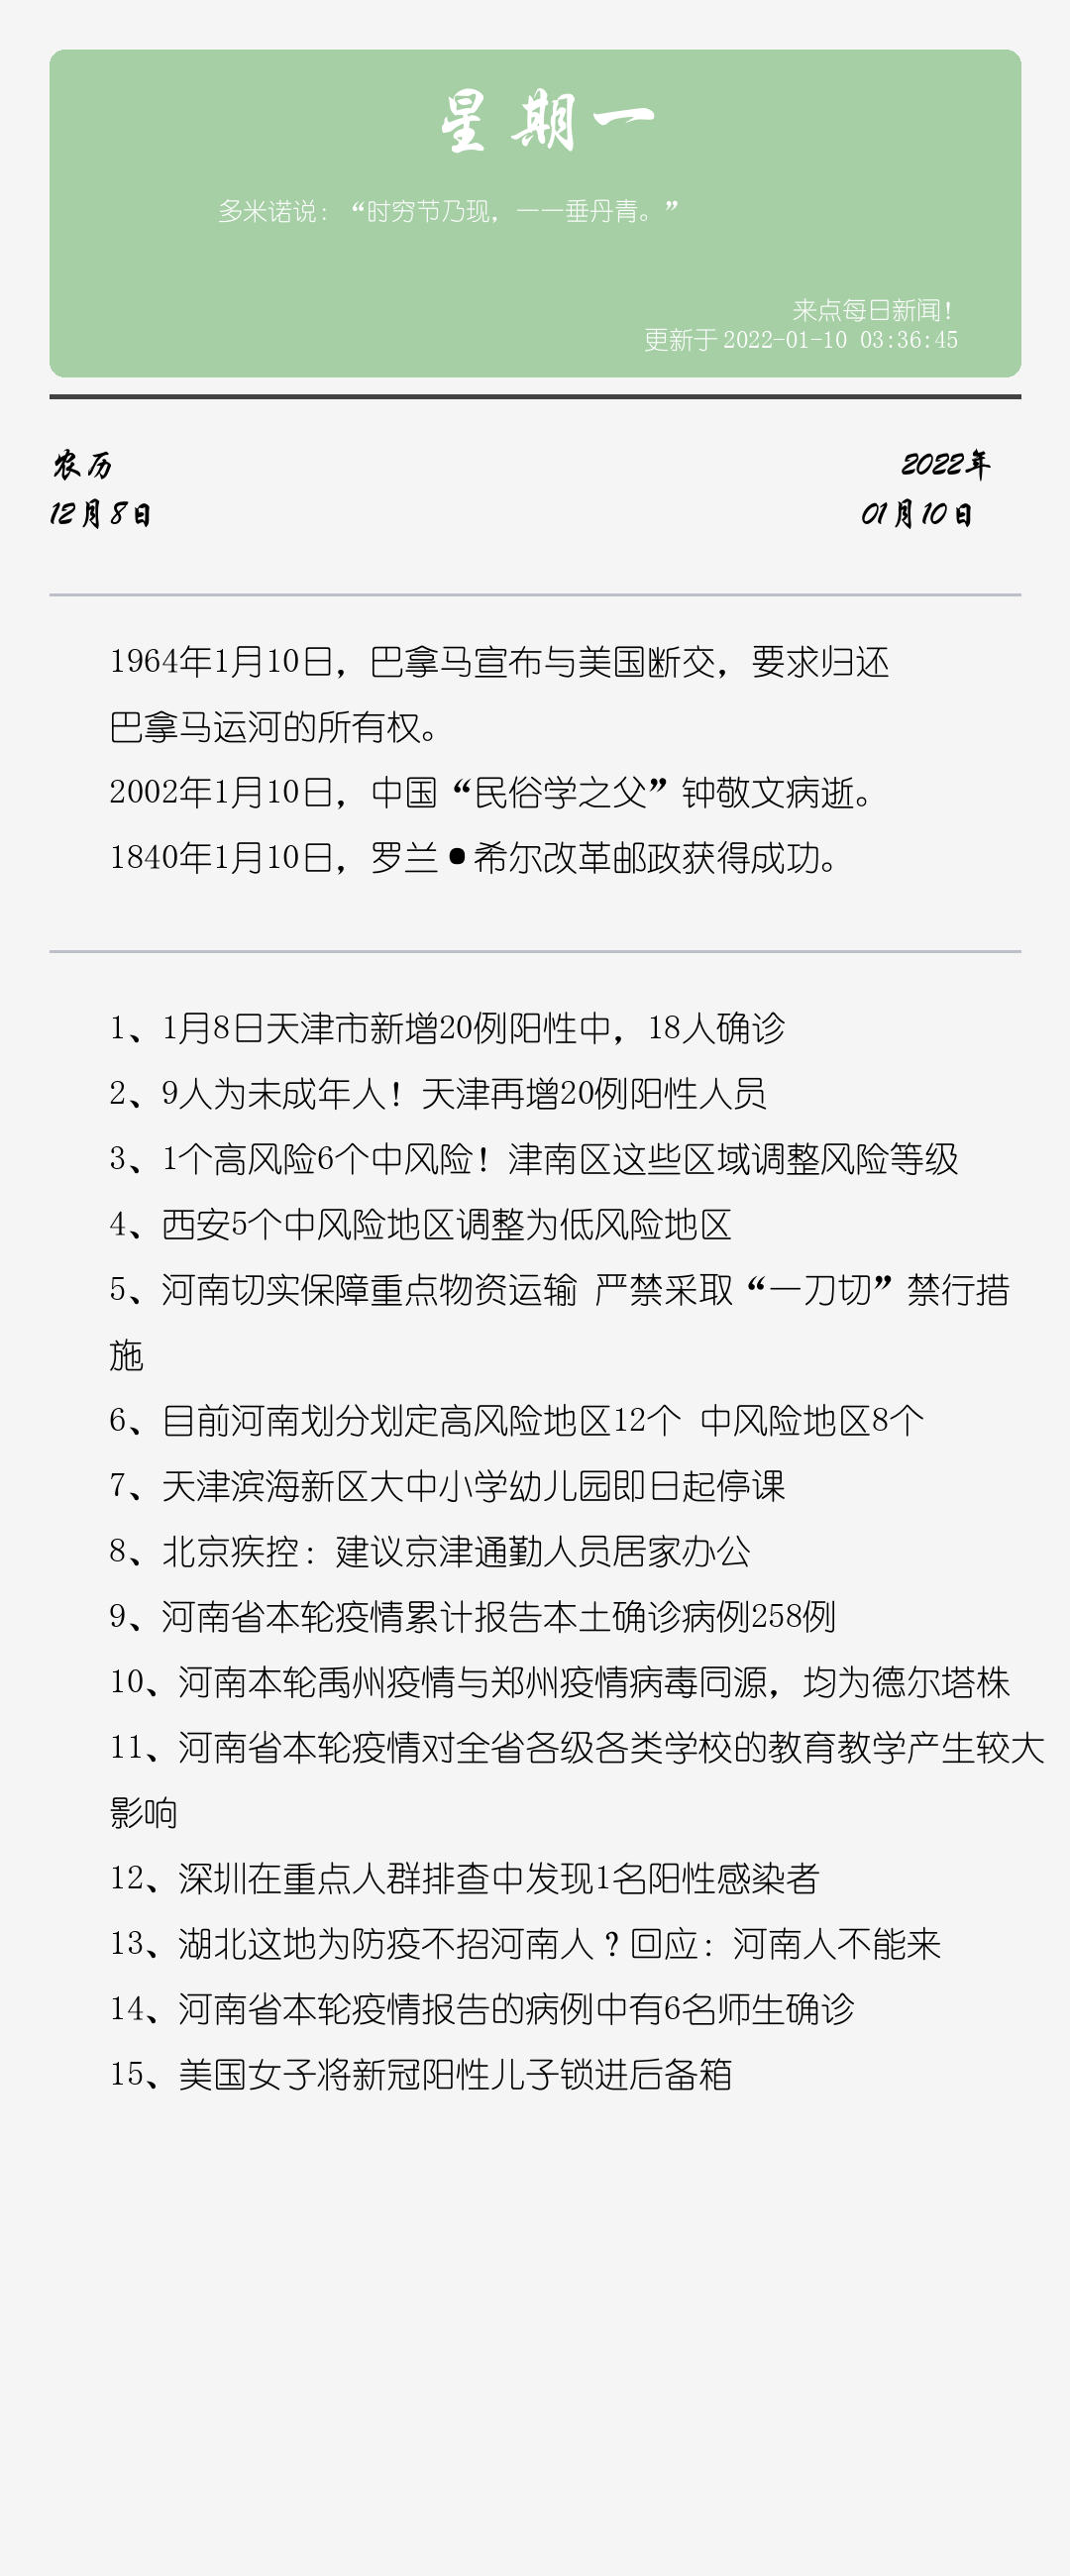 星期一
多米诺说：“时穷节乃现，一一垂丹青。”
来点每日新闻！
更新于2022-01-10 03:36:45
农历
2022年
12月8日
01月10日
1964年1月10日，巴拿马宣布与美国断交，要求归还
巴拿马运河的所有权。
2002年1月10日，中国“民俗学之父”钟敬文病逝。
1840年1月10日，罗兰•希尔改革邮政获得成功。
1、1月8日天津市新增20例阳性中，18人确诊
2、9人为未成年人！天津再增20例阳性人员
3、1个高风险6个中风险！津南区这些区域调整风险等级
4、西安5个中风险地区调整为低风险地区
5、河南切实保障重点物资运输 严禁采取“一刀切”禁行措
施
6、目前河南划分划定高风险地区12个 中风险地区8个
7、天津滨海新区大中小学幼儿园即日起停课
8、北京疾控：建议京津通勤人员居家办公
9、河南省本轮疫情累计报告本土确诊病例258例
10、河南本轮禹州疫情与郑州疫情病毒同源，均为德尔塔株
11、河南省本轮疫情对全省各级各类学校的教育教学产生较大
影响
12、深圳在重点人群排查中发现1名阳性感染者
13、湖北这地为防疫不招河南人？回应：河南人不能来
14、河南省本轮疫情报告的病例中有6名师生确诊
15、美国女子将新冠阳性儿子锁进后备箱